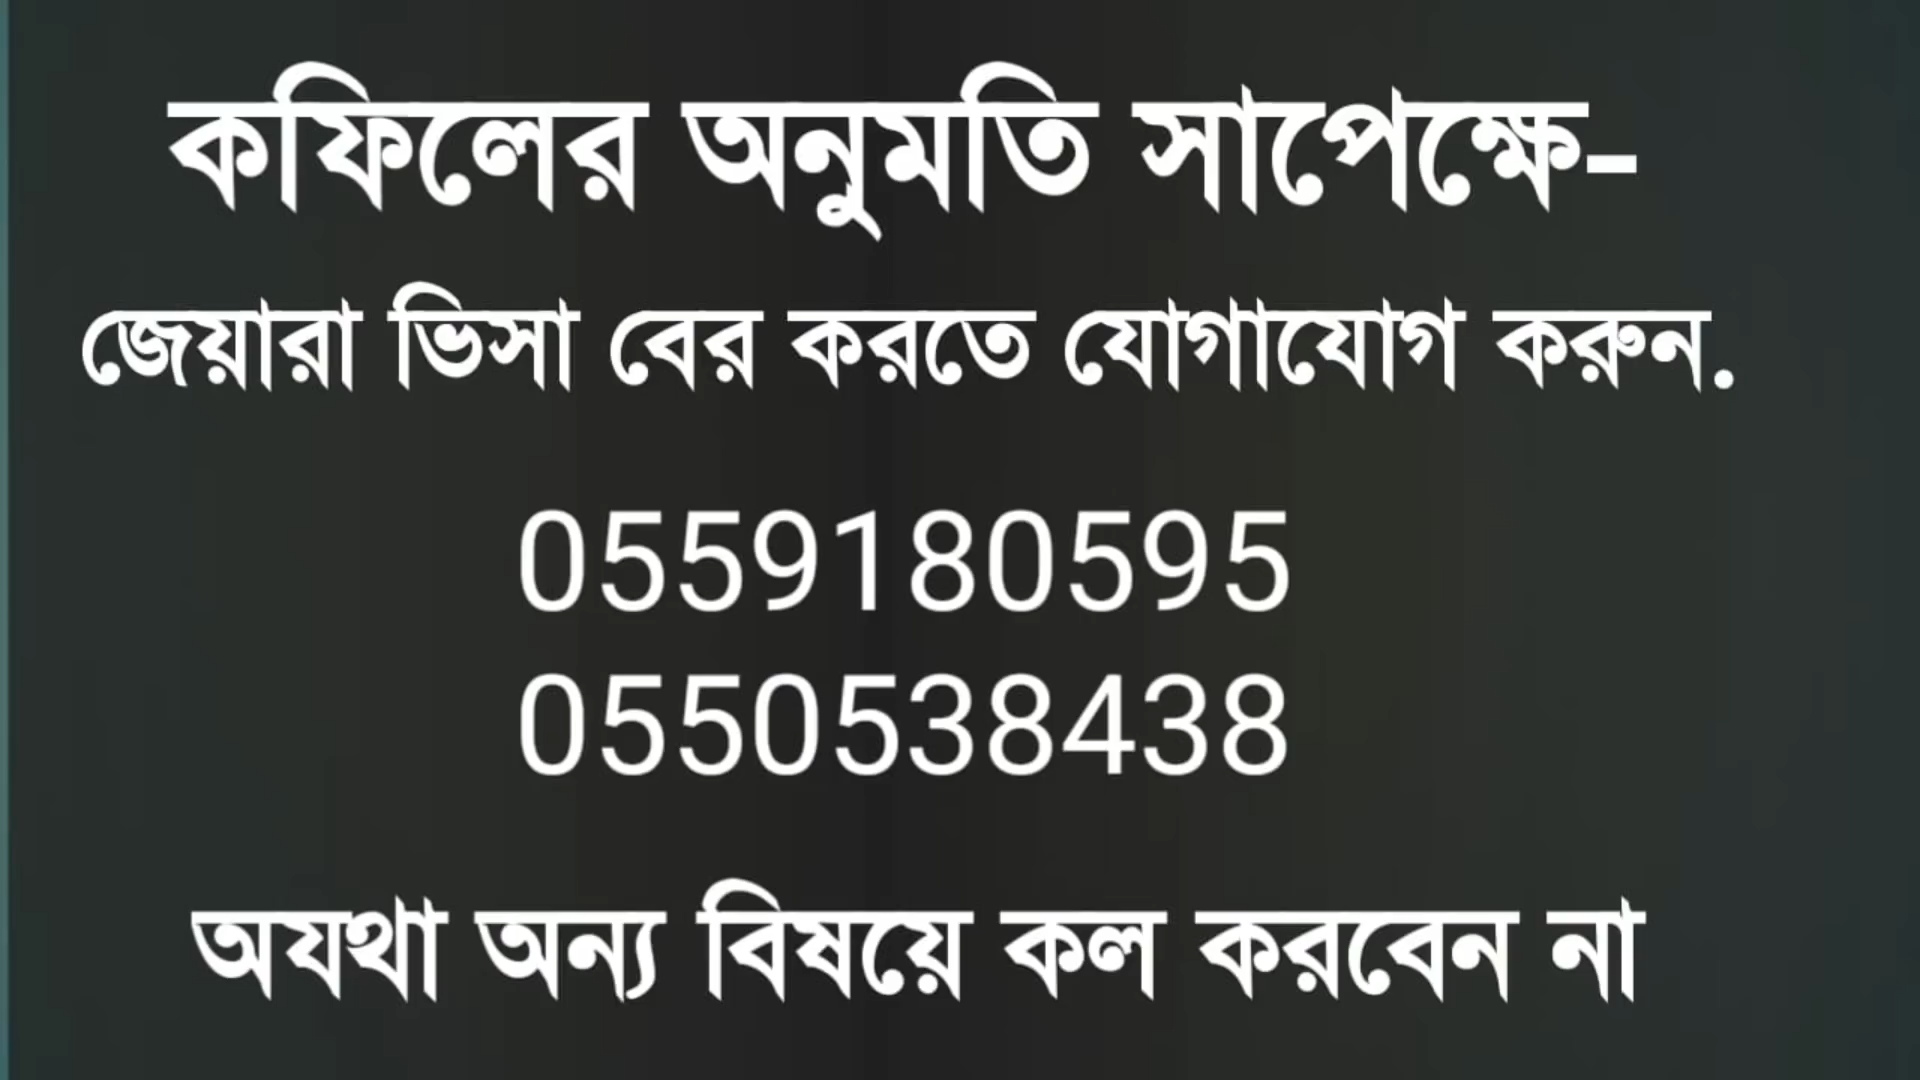 কফিলের অনুমতি সাপেক্ষে-
জেয়ারা ভিসা বের করতে যোগাযোগ করুন.
0559180595
0550538438
অযথা অন্য বিষয়ে কল করবেন না